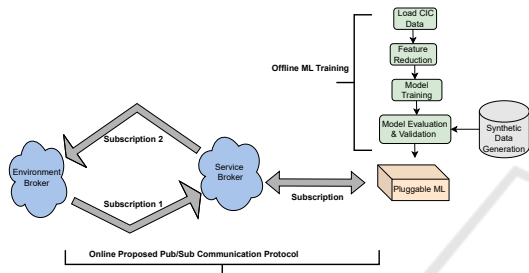 Load CIC
Data
Feature
Reduction
Offline ML Training
Model
Training
Model Evaluation
& Validation
Synthetic
Data
Generation
Subscription 2
Environment
Broker
Service
Broker
Subscription
Pluggable ML
Subscription 1
Online Proposed Pub/Sub Communication Protocol